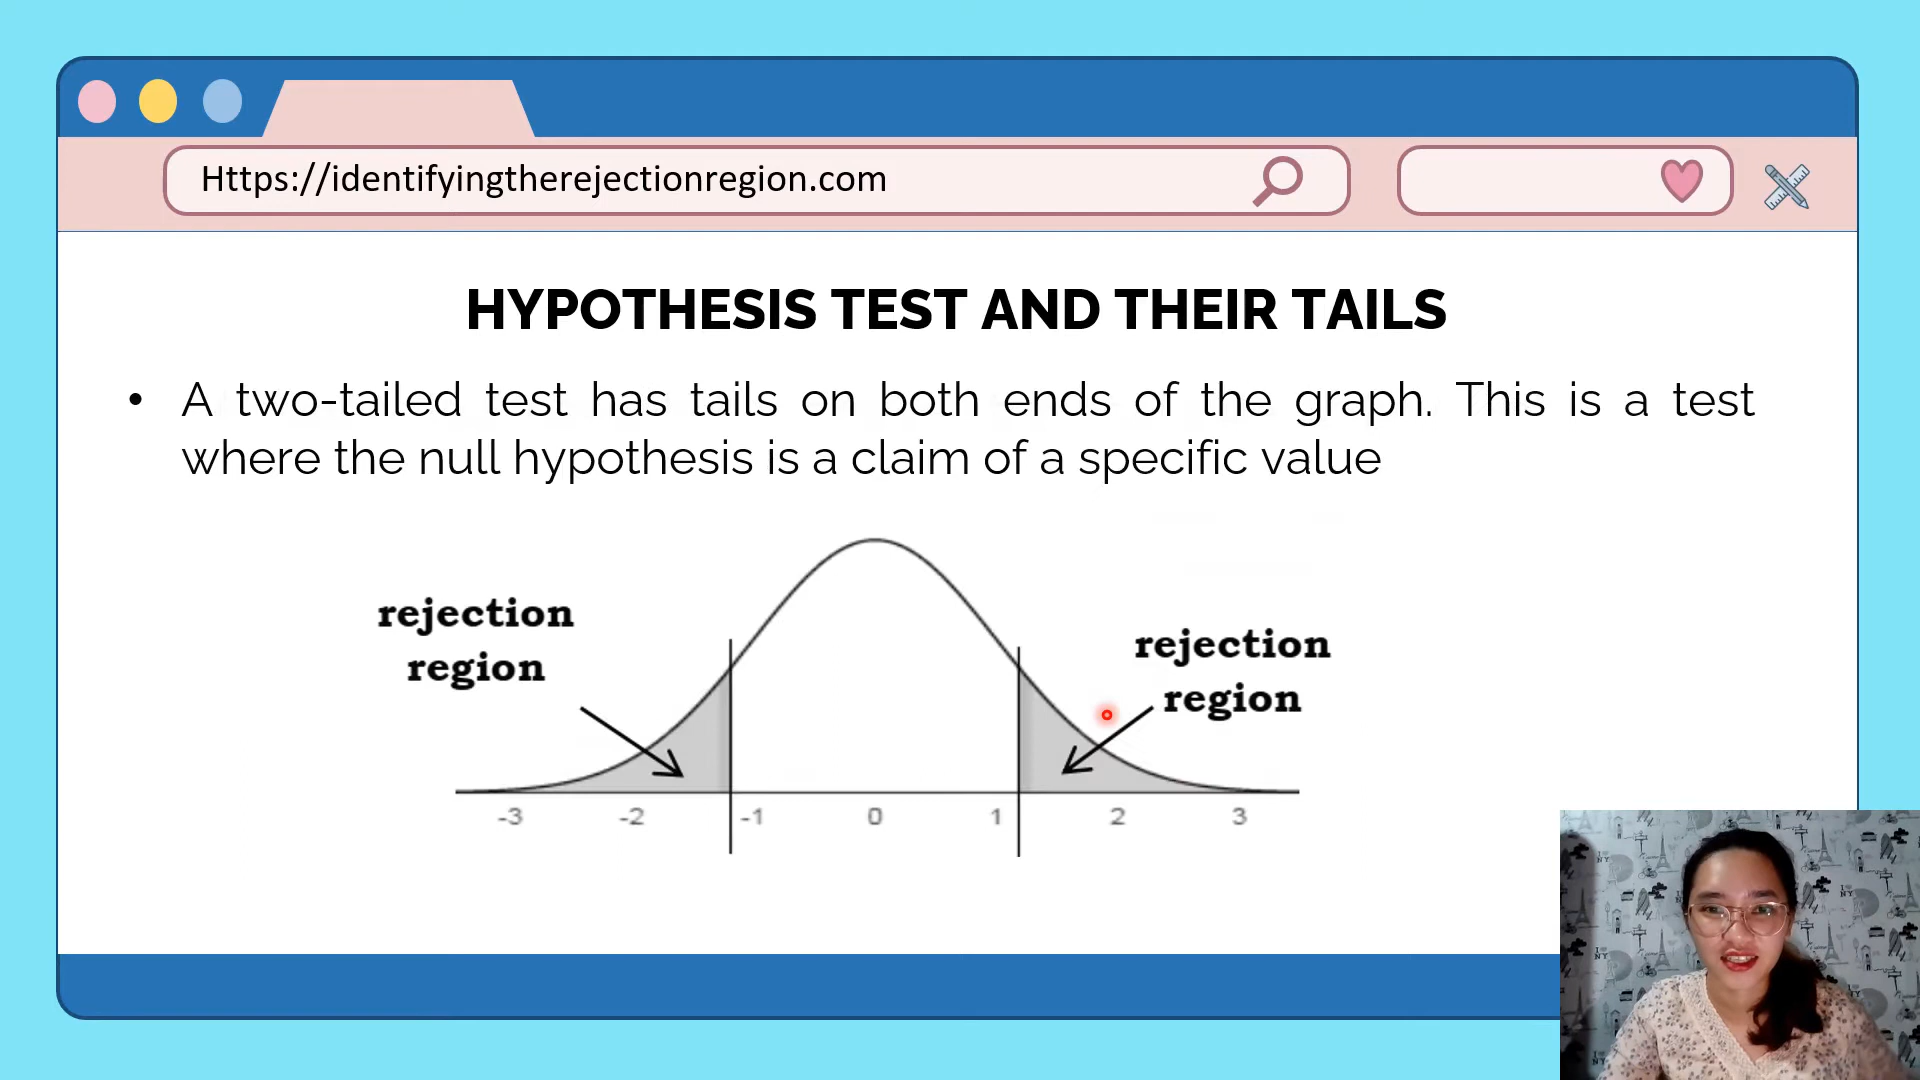 Https://identifyingtherejectionregion.com
HYPOTHESIS TEST AND THEIR TAILS
• A two-tailed test has tails on both ends of the graph. This is a test
where the null hypothesis is a claim of a specific value
rejection
region
rejection
region
-3 -2 -1 0 1 2 3